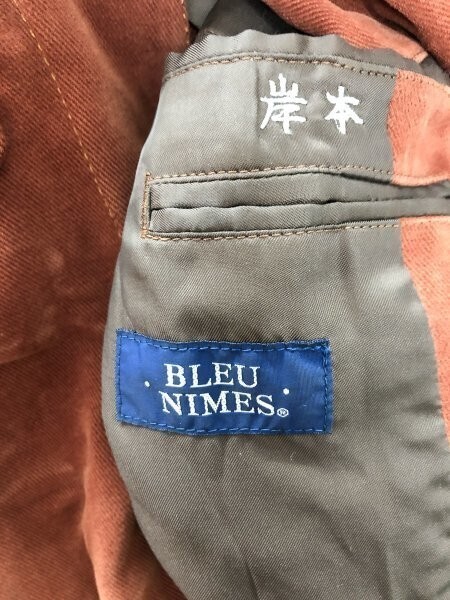 岸本
· BLEU ·
NIMES®